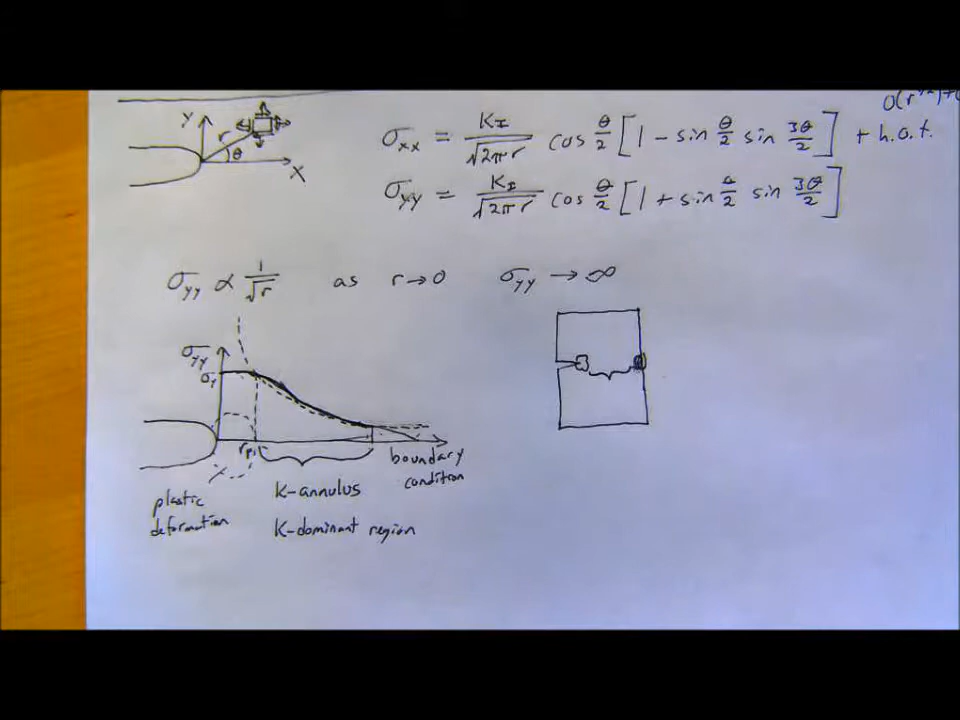 O(r
Y
r
θ
X
σxx = KI/√2πr cos θ/2 [1 - sin θ/2 sin 3θ/2] + h.o.t.
σyy = KI/√2πr cos θ/2 [1 + sin θ/2 sin 3θ/2]
σyy ∝ 1/√r as r→0 σyy → ∞
σyy
σY
rp
boundary
condition
plastic
deformation
K-annulus
K-dominant region